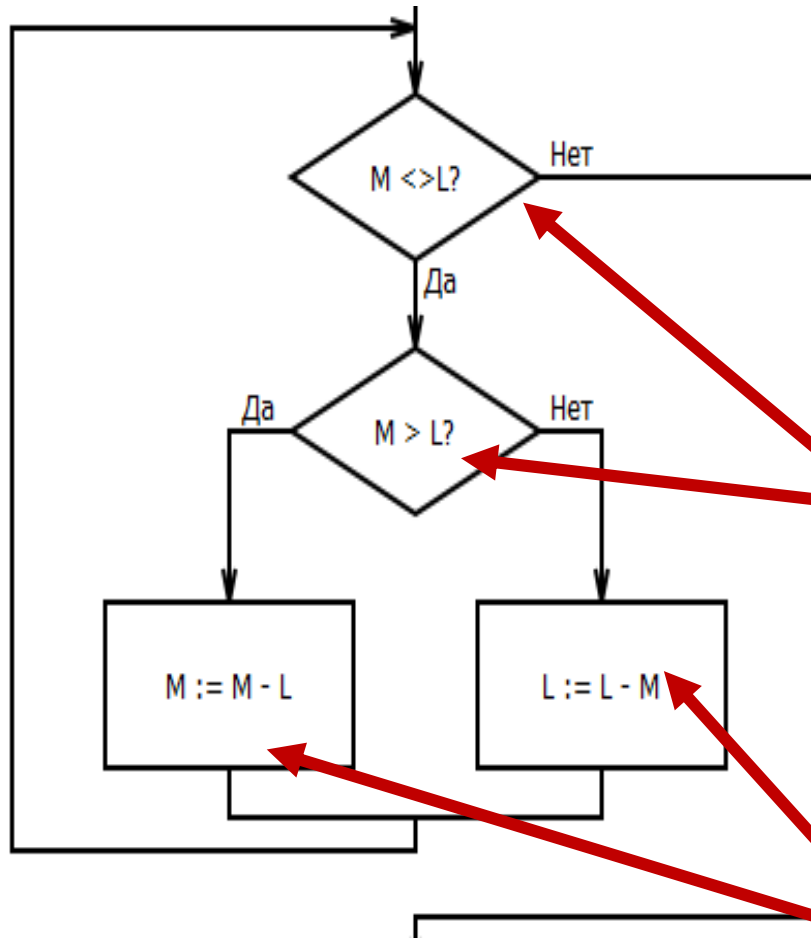 M <>L?
Нет
Да
Да
Нет
M > L?
M := M - L
L := L - M